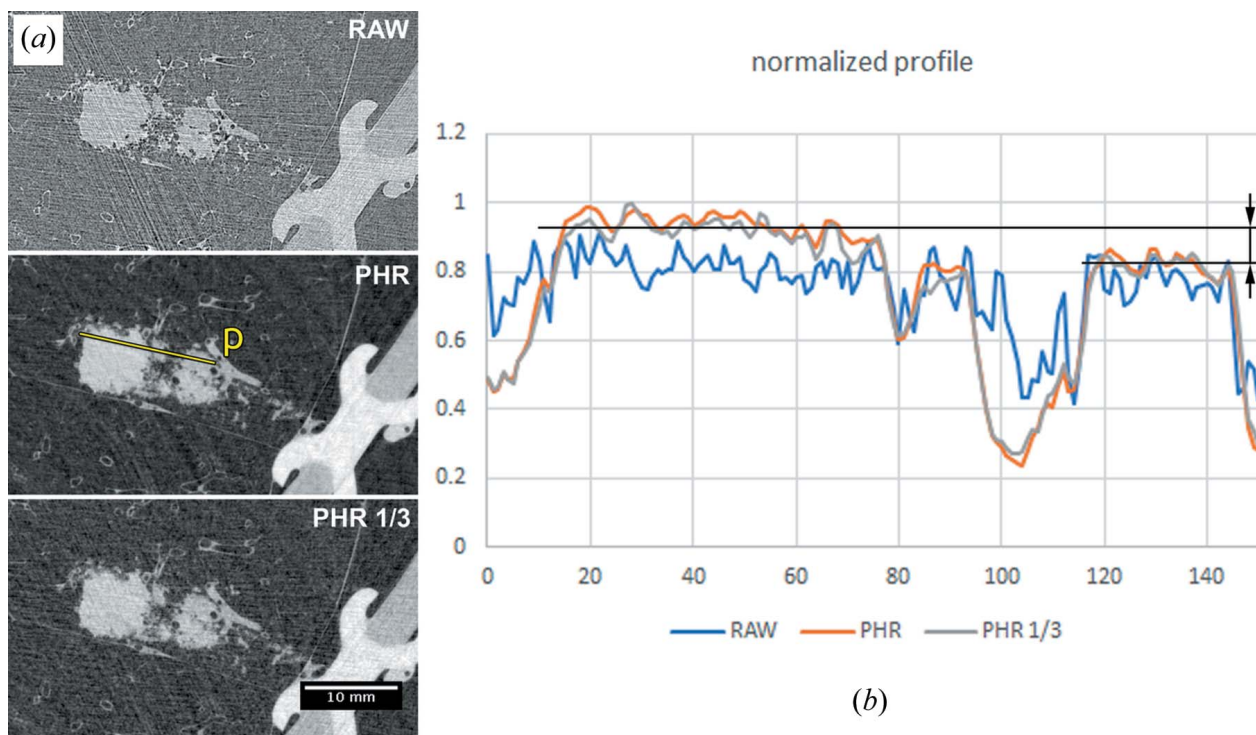 (a)
RAW
PHR
p
PHR 1/3
10 mm
normalized profile
1.2
1
0.8
0.6
0.4
0.2
0
0 20 40 60 80 100 120 140
RAW PHR PHR 1/3
(b)